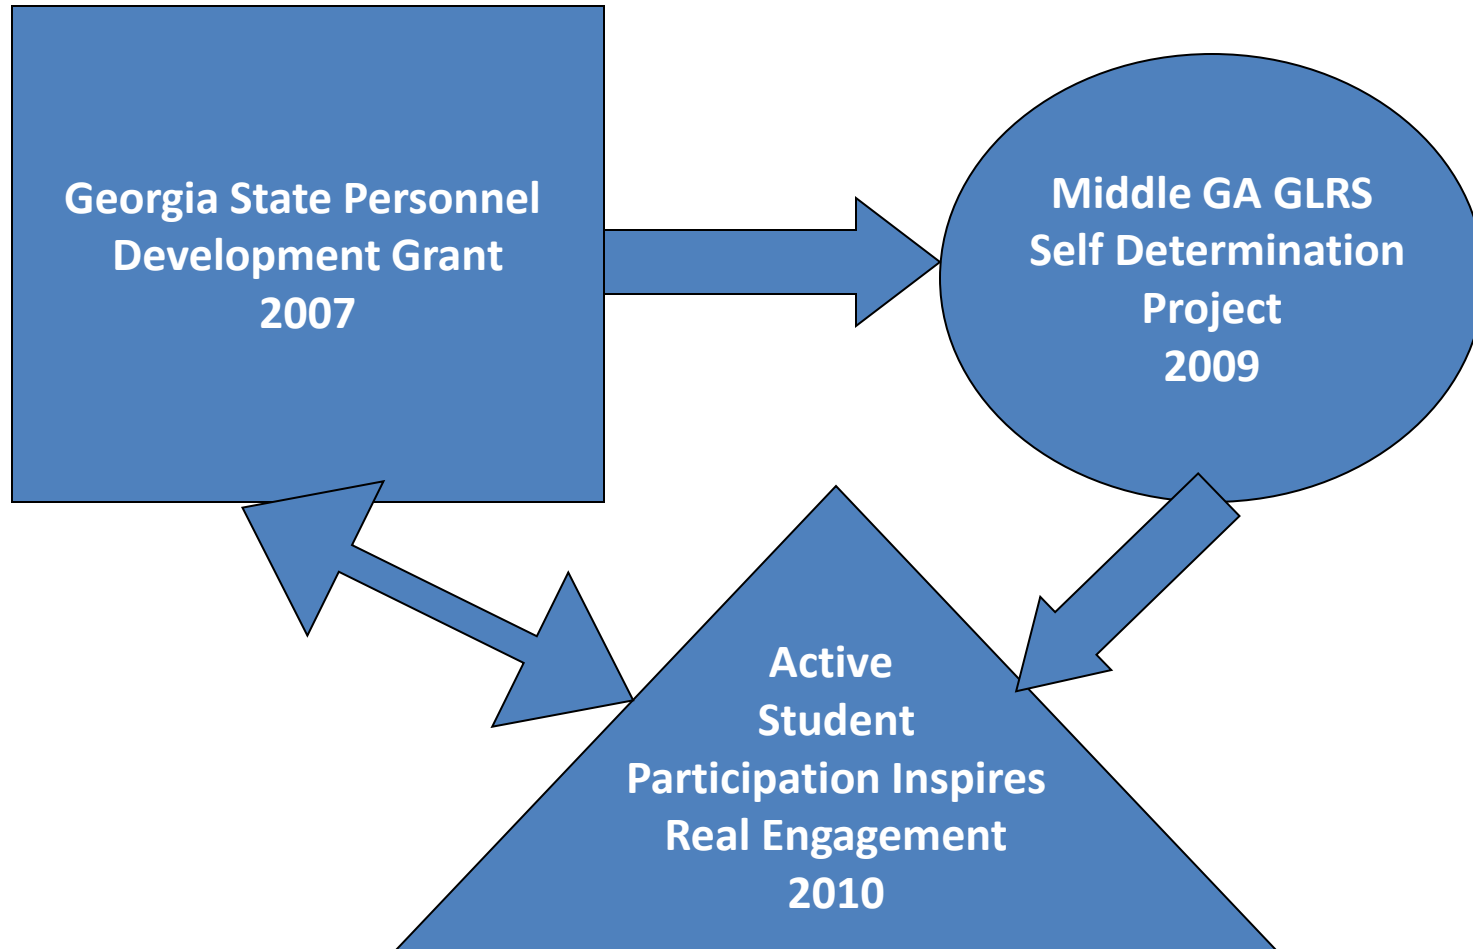 Georgia State Personnel
Development Grant
2007
Middle GA GLRS
Self Determination
Project
2009
Active
Student
Participation Inspires
Real Engagement
2010